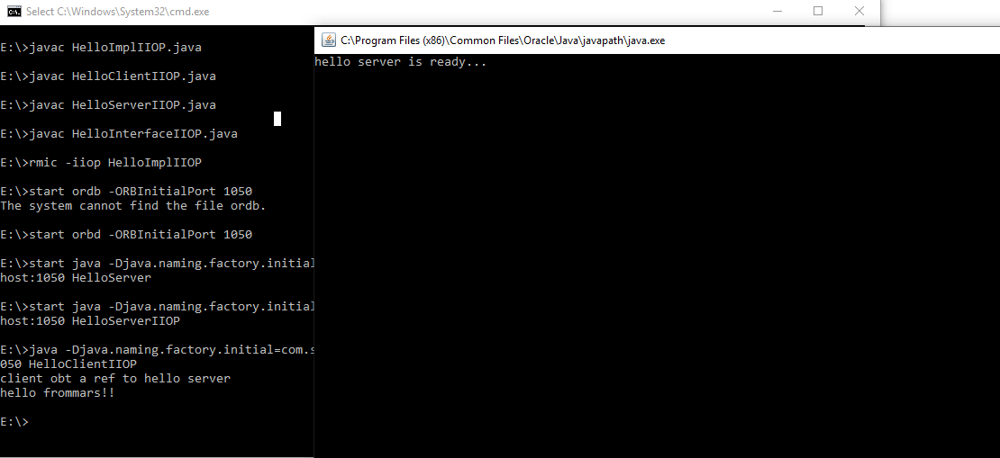 Select C:\Windows\System32\cmd.exe
E:\>javac HelloImplIIOP.java
E:\>javac HelloClientIIOP.java
E:\>javac HelloServerIIOP.java
E:\>javac HelloInterfaceIIOP.java
E:\>rmic -iiop HelloImplIIOP
E:\>start ordb -ORBInitialPort 1050
The system cannot find the file ordb.
E:\>start orbd -ORBInitialPort 1050
E:\>start java -Djava.naming.factory.initial
host:1050 HelloServer
E:\>start java -Djava.naming.factory.initial
host:1050 HelloServerIIOP
E:\>java -Djava.naming.factory.initial=com.s
050 HelloClientIIOP
client obt a ref to hello server
hello frommars!!
E:\>
C:\Program Files (x86)\Common Files\Oracle\Java\javapath\java.exe
hello server is ready...